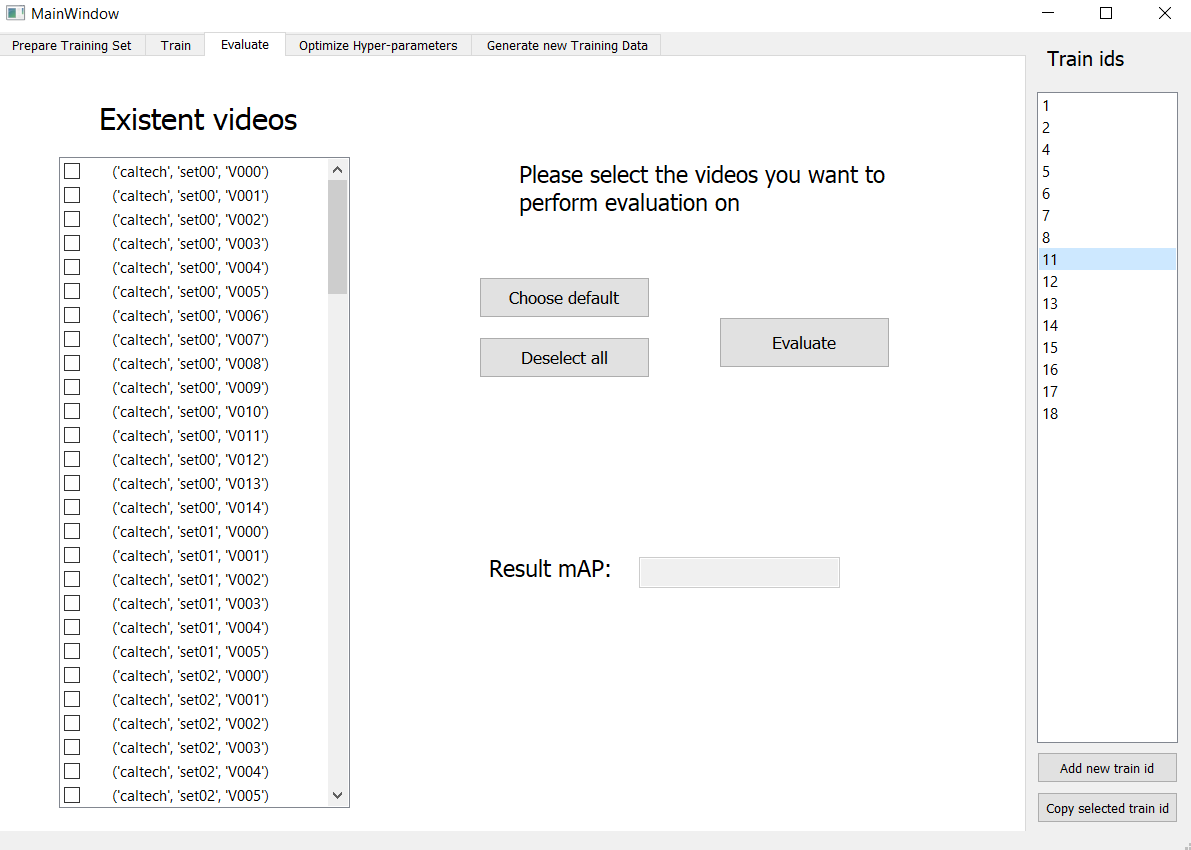 MainWindow
Prepare Training Set
Train
Evaluate
Optimize Hyper-parameters
Generate new Training Data
Existent videos
('caltech', 'set00', 'V000')
('caltech', 'set00', 'V001')
('caltech', 'set00', 'V002')
('caltech', 'set00', 'V003')
('caltech', 'set00', 'V004')
('caltech', 'set00', 'V005')
('caltech', 'set00', 'V006')
('caltech', 'set00', 'V007')
('caltech', 'set00', 'V008')
('caltech', 'set00', 'V009')
('caltech', 'set00', 'V010')
('caltech', 'set00', 'V011')
('caltech', 'set00', 'V012')
('caltech', 'set00', 'V013')
('caltech', 'set00', 'V014')
('caltech', 'set01', 'V000')
('caltech', 'set01', 'V001')
('caltech', 'set01', 'V002')
('caltech', 'set01', 'V003')
('caltech', 'set01', 'V004')
('caltech', 'set01', 'V005')
('caltech', 'set02', 'V000')
('caltech', 'set02', 'V001')
('caltech', 'set02', 'V002')
('caltech', 'set02', 'V003')
('caltech', 'set02', 'V004')
('caltech', 'set02', 'V005')
Please select the videos you want to
perform evaluation on
Choose default
Deselect all
Evaluate
Result mAP:
Train ids
1
2
4
5
6
7
8
11
12
13
14
15
16
17
18
Add new train id
Copy selected train id